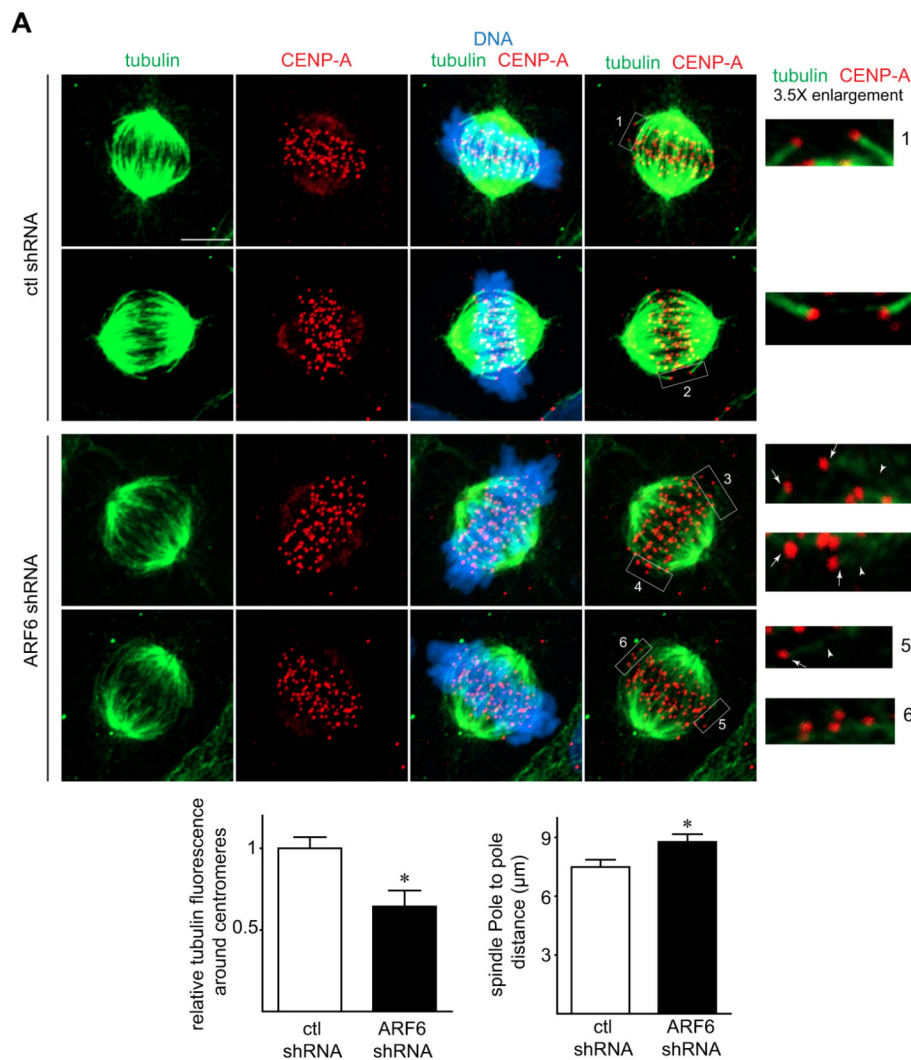 A
DNA
tubulin CENP-A tubulin CENP-A tubulin CENP-A tubulin CENP-A
3.5X enlargement
ctl shRNA
1
1
2
ARF6 shRNA
3
4
6
5
5
6
relative tubulin fluorescence
around centromeres
1
0.5
*
ctl
shRNA
ARF6
shRNA
spindle Pole to pole
distance (µm)
9
6
3
*
ctl
shRNA
ARF6
shRNA